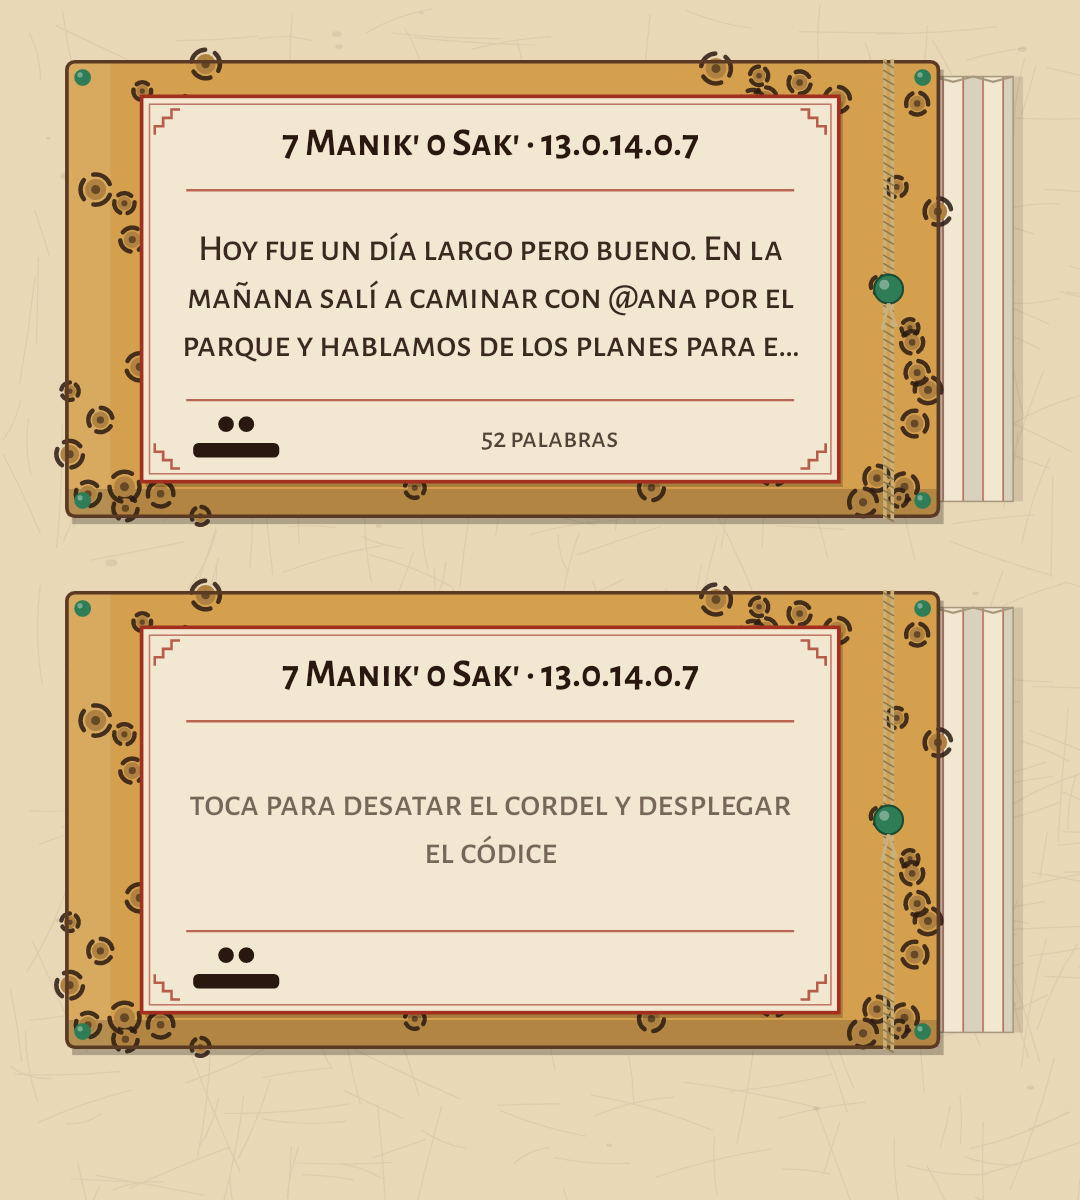 7 Manik' 0 Sak' · 13.0.14.0.7
Hoy fue un día largo pero bueno. En la
mañana salí a caminar con @ana por el
parque y hablamos de los planes para e…
52 palabras
7 Manik' 0 Sak' · 13.0.14.0.7
toca para desatar el cordel y desplegar
el códice